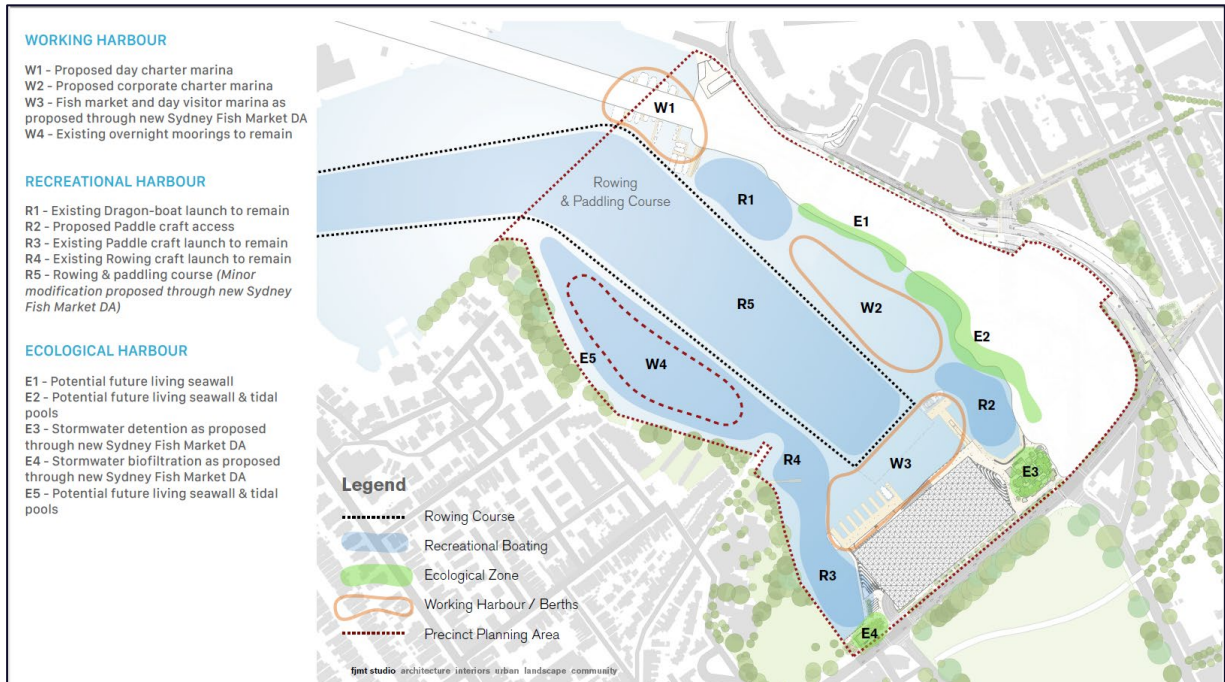 WORKING HARBOUR
W1 - Proposed day charter marina
W2 - Proposed corporate charter marina
W3 - Fish market and day visitor marina as
proposed through new Sydney Fish Market DA
W4 - Existing overnight moorings to remain
RECREATIONAL HARBOUR
R1 - Existing Dragon-boat launch to remain
R2 - Proposed Paddle craft access
R3 - Existing Paddle craft launch to remain
R4 - Existing Rowing craft launch to remain
R5 - Rowing & paddling course (Minor
modification proposed through new Sydney
Fish Market DA)
ECOLOGICAL HARBOUR
E1 - Potential future living seawall
E2 - Potential future living seawall & tidal
pools
E3 - Stormwater detention as proposed
through new Sydney Fish Market DA
E4 - Stormwater biofiltration as proposed
through new Sydney Fish Market DA
E5 - Potential future living seawall & tidal
pools
W1
Rowing
& Paddling Course
R1
E1
W2
R5
E2
E5
W4
R2
R4
W3
E3
R3
E4
Legend
Rowing Course
Recreational Boating
Ecological Zone
Working Harbour / Berths
Precinct Planning Area
fjmt studio architecture interiors urban landscape community